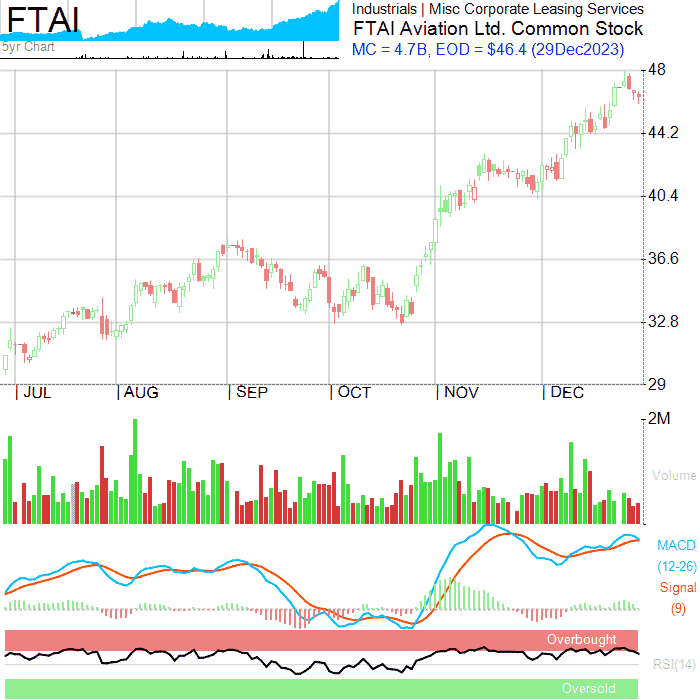 FTAI
5yr Chart
Industrials | Misc Corporate Leasing Services
FTAI Aviation Ltd. Common Stock
MC = 4.7B, EOD = $46.4 (29Dec2023)
48
44.2
40.4
36.6
32.8
29
JUL AUG SEP OCT NOV DEC
2M
Volume
MACD
(12-26)
Signal
(9)
Overbought
RSI(14)
Oversold